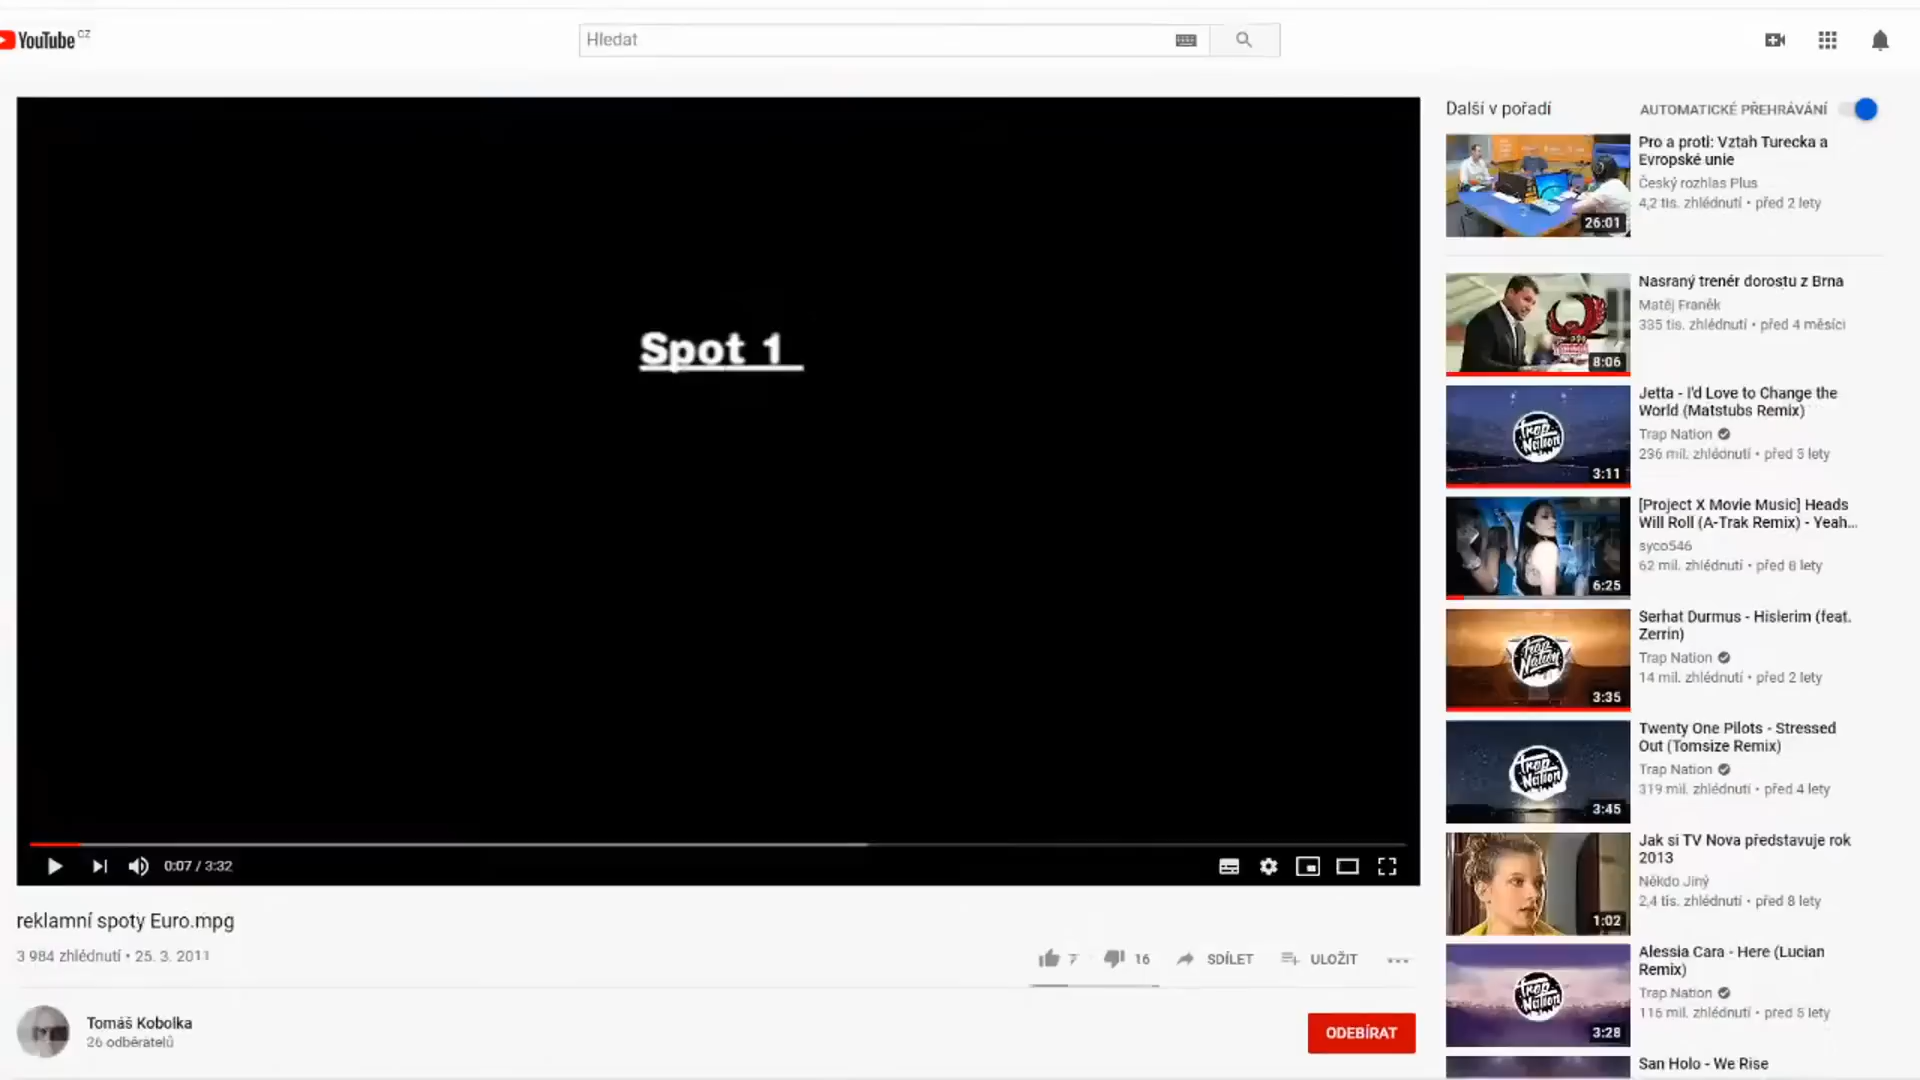 YouTube CZ
Hledat
Spot 1
0:07 / 3:32
reklamní spoty Euro.mpg
3 984 zhlédnutí • 25. 3. 2011
7
16
SDÍLET
ULOŽIT
Tomáš Kobolka
26 odběratelů
ODEBÍRAT
Další v pořadí
AUTOMATICKÉ PŘEHRÁVÁNÍ
26:01
Pro a proti: Vztah Turecka a
Evropské unie
Český rozhlas Plus
4,2 tis. zhlédnutí • před 2 lety
8:06
Nasraný trenér dorostu z Brna
Matěj Franěk
335 tis. zhlédnutí • před 4 měsíci
Trap
Nation
3:11
Jetta - I'd Love to Change the
World (Matstubs Remix)
Trap Nation
236 mil. zhlédnutí • před 5 lety
6:25
[Project X Movie Music] Heads
Will Roll (A-Trak Remix) - Yeah...
syco546
62 mil. zhlédnutí • před 8 lety
Trap
Nation
3:35
Serhat Durmus - Hislerim (feat.
Zerrin)
Trap Nation
14 mil. zhlédnutí • před 2 lety
Trap
Nation
3:45
Twenty One Pilots - Stressed
Out (Tomsize Remix)
Trap Nation
319 mil. zhlédnutí • před 4 lety
1:02
Jak si TV Nova představuje rok
2013
Někdo Jiný
2,4 tis. zhlédnutí • před 8 lety
Trap
Nation
3:28
Alessia Cara - Here (Lucian
Remix)
Trap Nation
116 mil. zhlédnutí • před 5 lety
San Holo - We Rise